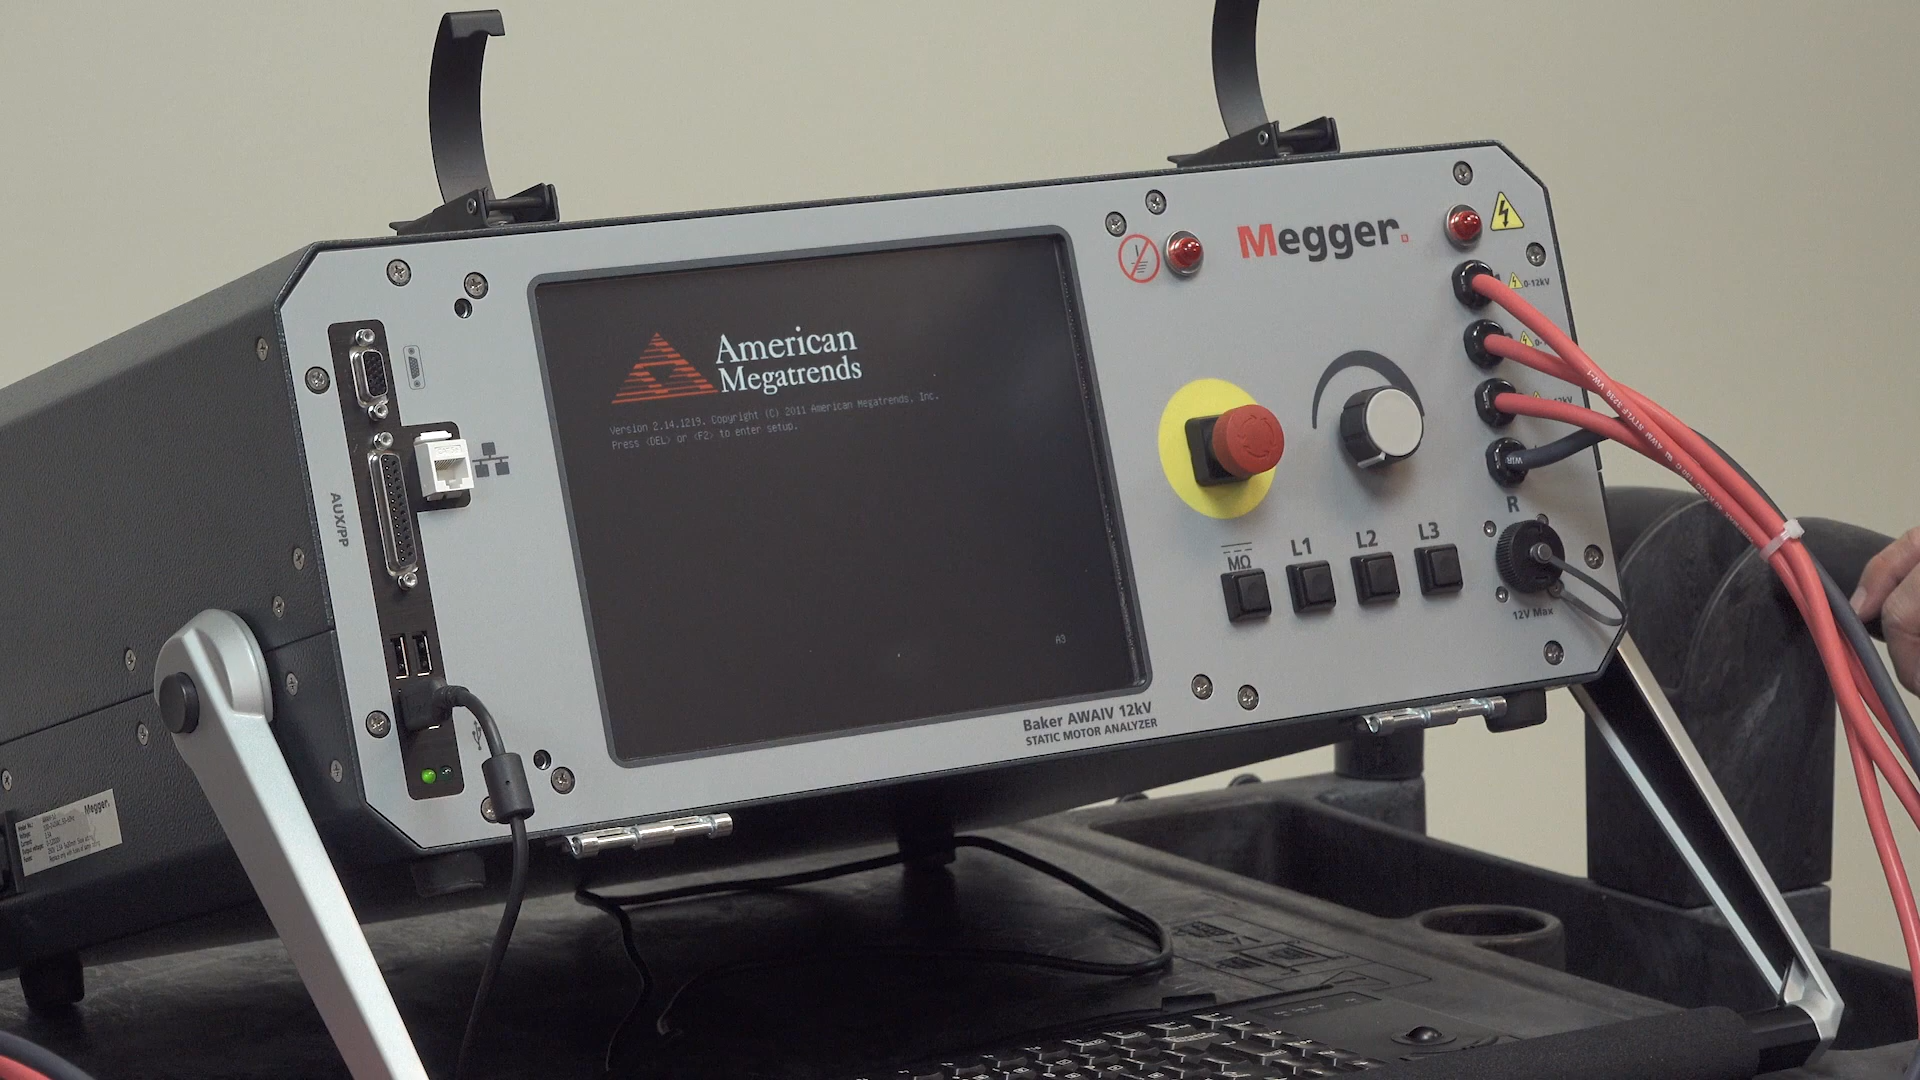 Megger.
0-12kV
American
Megatrends
Version 2.14.1219. Copyright (C) 2011 American Megatrends, Inc.
Press <DEL> or <F2> to enter setup.
A3
AUX/PP
R
L1
L2
L3
MΩ
12V Max
Baker AWAIV 12kV
STATIC MOTOR ANALYZER
Megger.